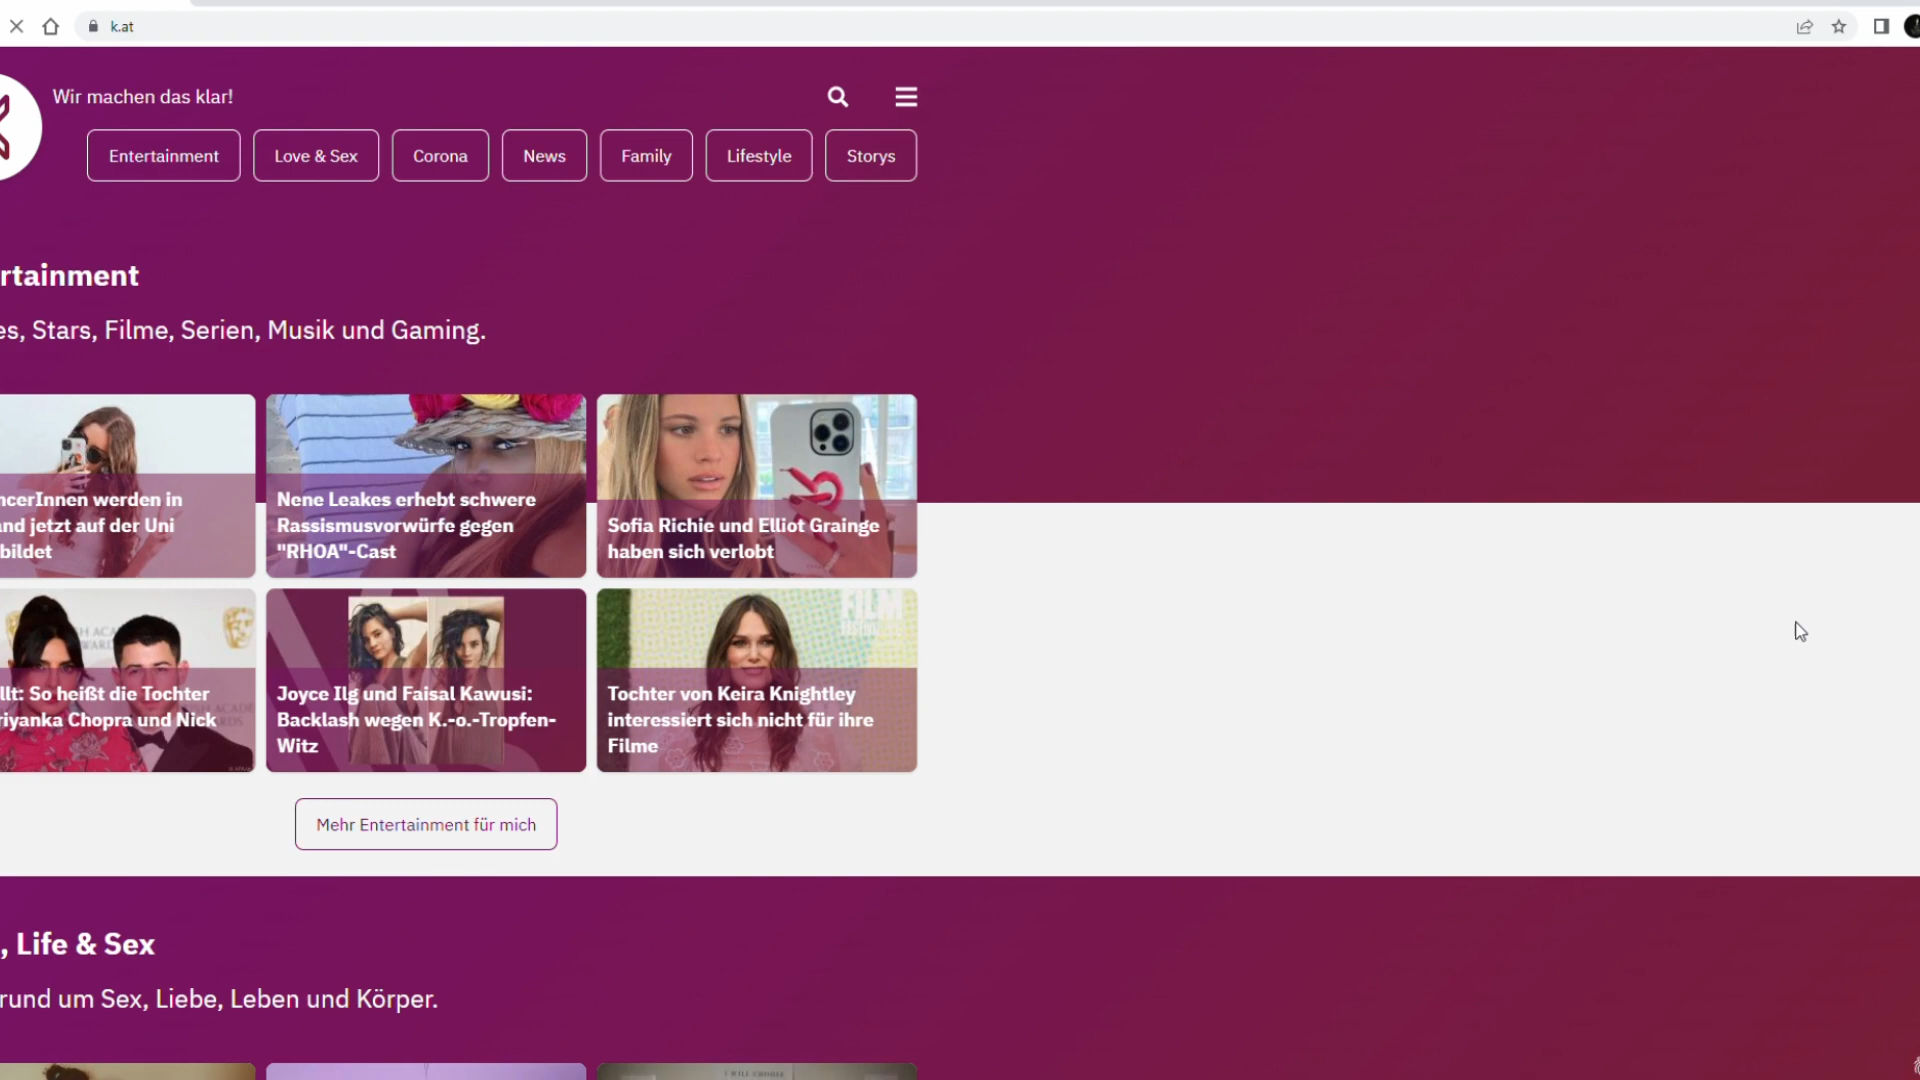 k.at
Wir machen das klar!
Entertainment
Love & Sex
Corona
News
Family
Lifestyle
Storys
rtainment
es, Stars, Filme, Serien, Musik und Gaming.
ncerInnen werden in
and jetzt auf der Uni
bildet
Nene Leakes erhebt schwere
Rassismusvorwürfe gegen
"RHOA"-Cast
Sofia Richie und Elliot Grainge
haben sich verlobt
llt: So heißt die Tochter
riyanka Chopra und Nick
Joyce Ilg und Faisal Kawusi:
Backlash wegen K.-o.-Tropfen-
Witz
FILM
Tochter von Keira Knightley
interessiert sich nicht für ihre
Filme
Mehr Entertainment für mich
, Life & Sex
rund um Sex, Liebe, Leben und Körper.